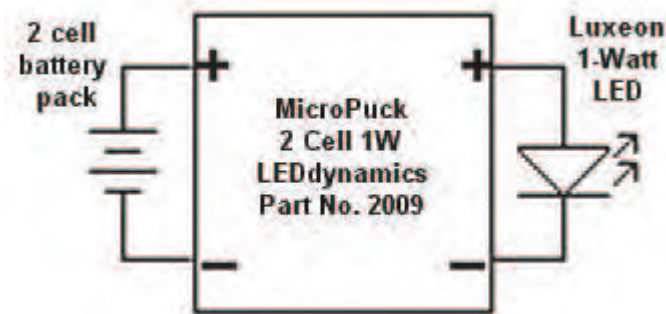 2 cell
battery
pack
+
−
MicroPuck
2 Cell 1W
LEDdynamics
Part No. 2009
+
−
Luxeon
1-Watt
LED